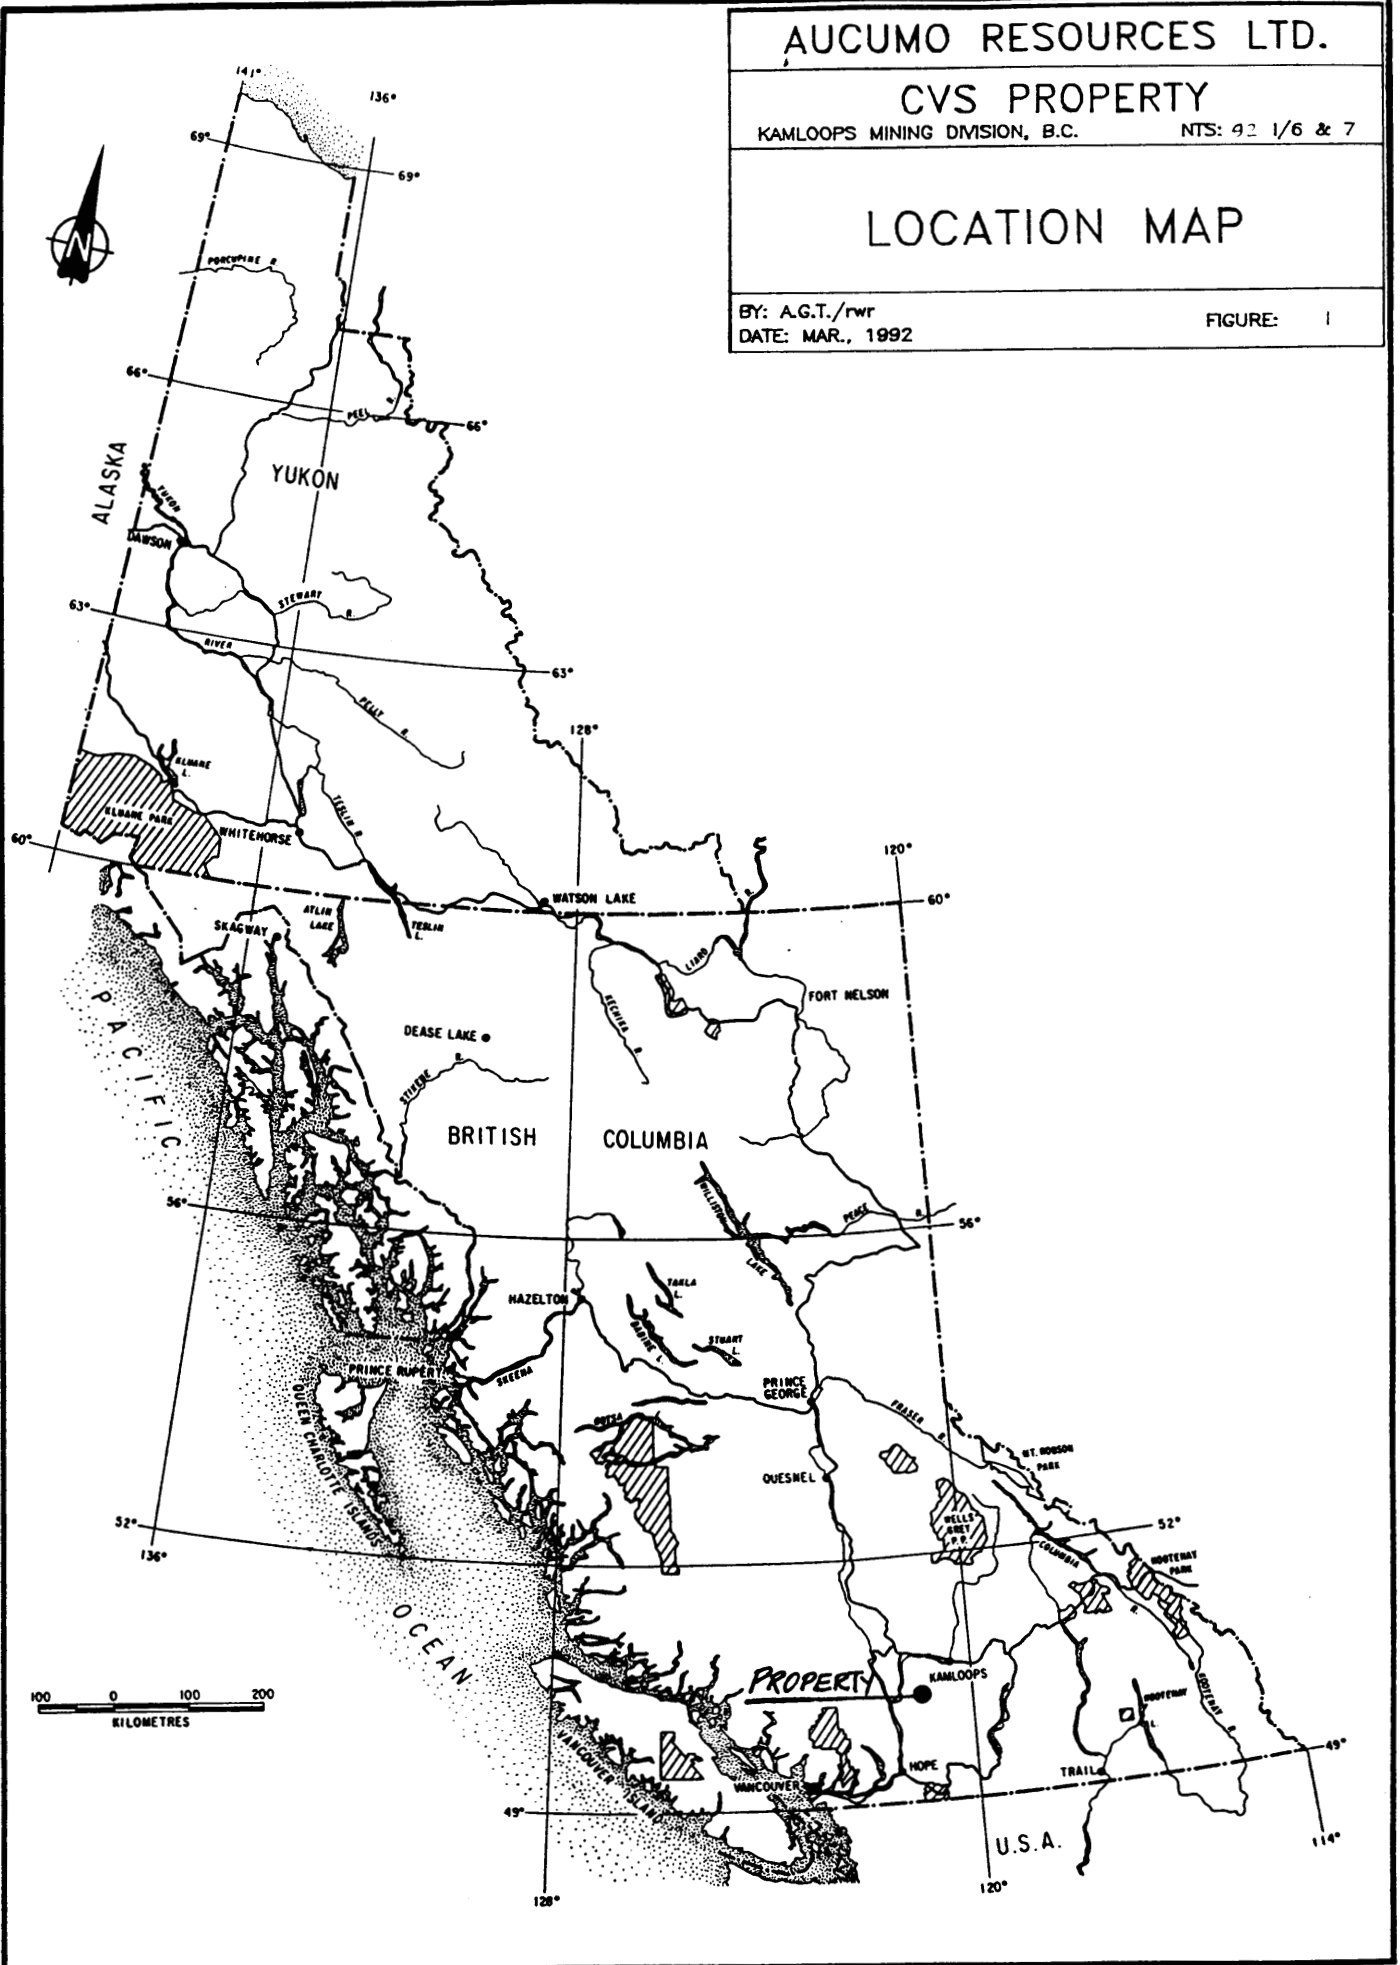 AUCUMO RESOURCES LTD.
CVS PROPERTY
KAMLOOPS MINING DIVISION, B.C. NTS: 92 1/6 & 7
LOCATION MAP
BY: A.G.T./rwr
DATE: MAR., 1992
FIGURE: 1
141°
136°
69°
69°
N
PORCUPINE R.
66°
PEEL R.
66°
ALASKA
YUKON
YUKON
DAWSON
STEWART R.
63°
RIVER
63°
PELLY R.
128°
KLUANE
L.
KLUANE PARK
WHITEHORSE
TESLIN R.
60°
120°
WATSON LAKE
60°
ATLIN
LAKE
SKAGWAY
TESLIN
L.
LIARD R.
FORT NELSON
KECHIKA R.
DEASE LAKE
STIKINE R.
PACIFIC
BRITISH COLUMBIA
WILLISTON
LAKE
PEACE R.
56°
56°
TAKLA
L.
HAZELTON
BABINE L.
STUART
L.
PRINCE RUPERT
SKEENA
PRINCE
GEORGE
FRASER
OOTSA
QUEEN CHARLOTTE ISLANDS
MT. ROBSON
PARK
QUESNEL
WELLS
GREY
P.P.
52°
136°
52°
COLUMBIA
R.
KOOTENAY
PARK
OCEAN
PROPERTY
KAMLOOPS
KOOTENAY
L.
KOOTENAY R.
100 0 100 200
KILOMETRES
VANCOUVER ISLAND
VANCOUVER
HOPE
TRAIL
49°
49°
U.S.A.
114°
128°
120°